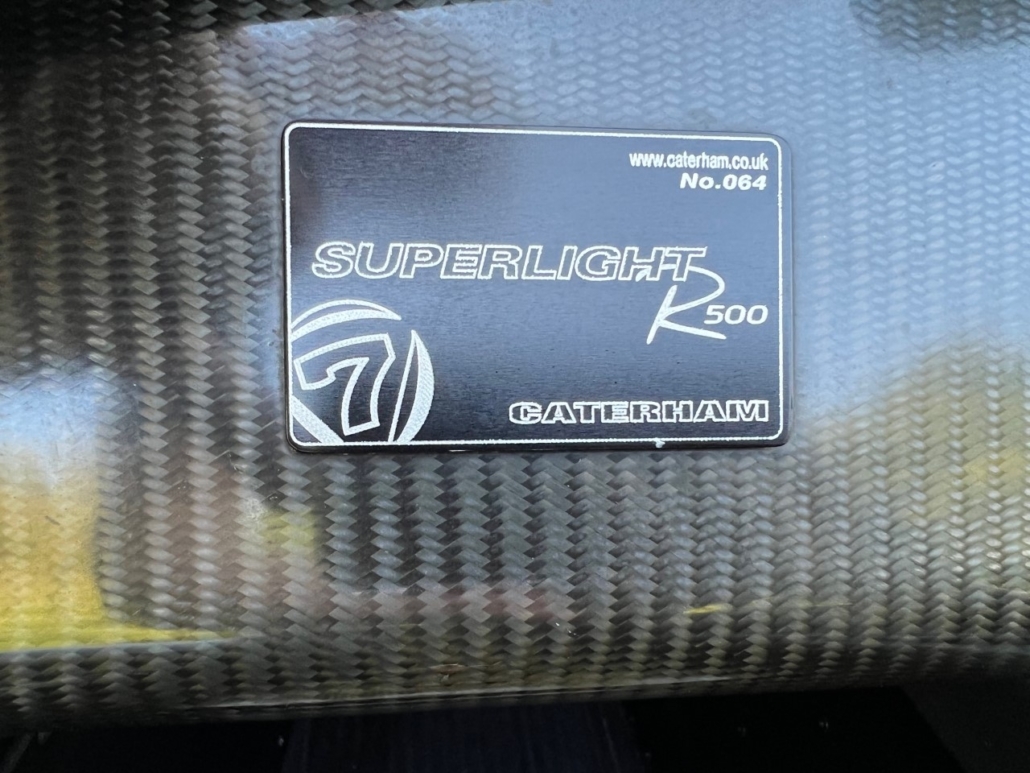 www.caterham.co.uk
No.064
SUPERLIGHT
R500
7
CATERHAM